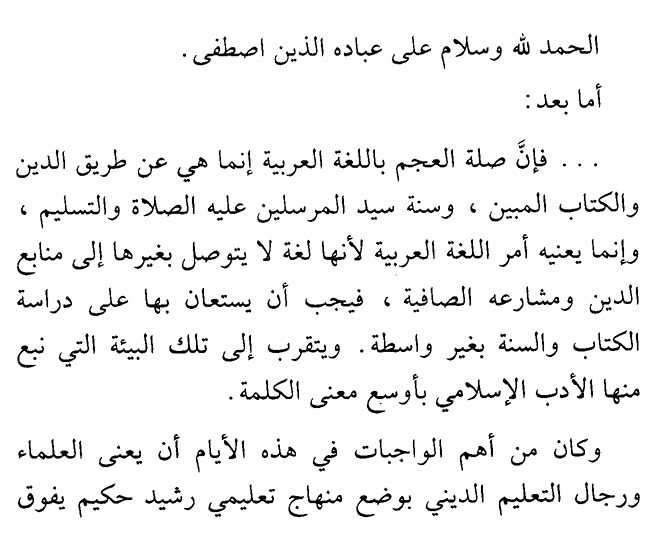 الحمد لله وسلام على عباده الذين اصطفى .
أما بعد :
. . . فإنَّ صلة العجم باللغة العربية إنما هي عن طريق الدين
والكتاب المبين ، وسنة سيد المرسلين عليه الصلاة والتسليم ،
وإنما يعنيه أمر اللغة العربية لأنها لغة لا يتوصل بغيرها إلى منابع
الدين ومشارعه الصافية ، فيجب أن يستعان بها على دراسة
الكتاب والسنة بغير واسطة . ويتقرب إلى تلك البيئة التي نبع
منها الأدب الإسلامي بأوسع معنى الكلمة .
وكان من أهم الواجبات في هذه الأيام أن يعنى العلماء
ورجال التعليم الديني بوضع منهاج تعليمي رشيد حكيم يفوق